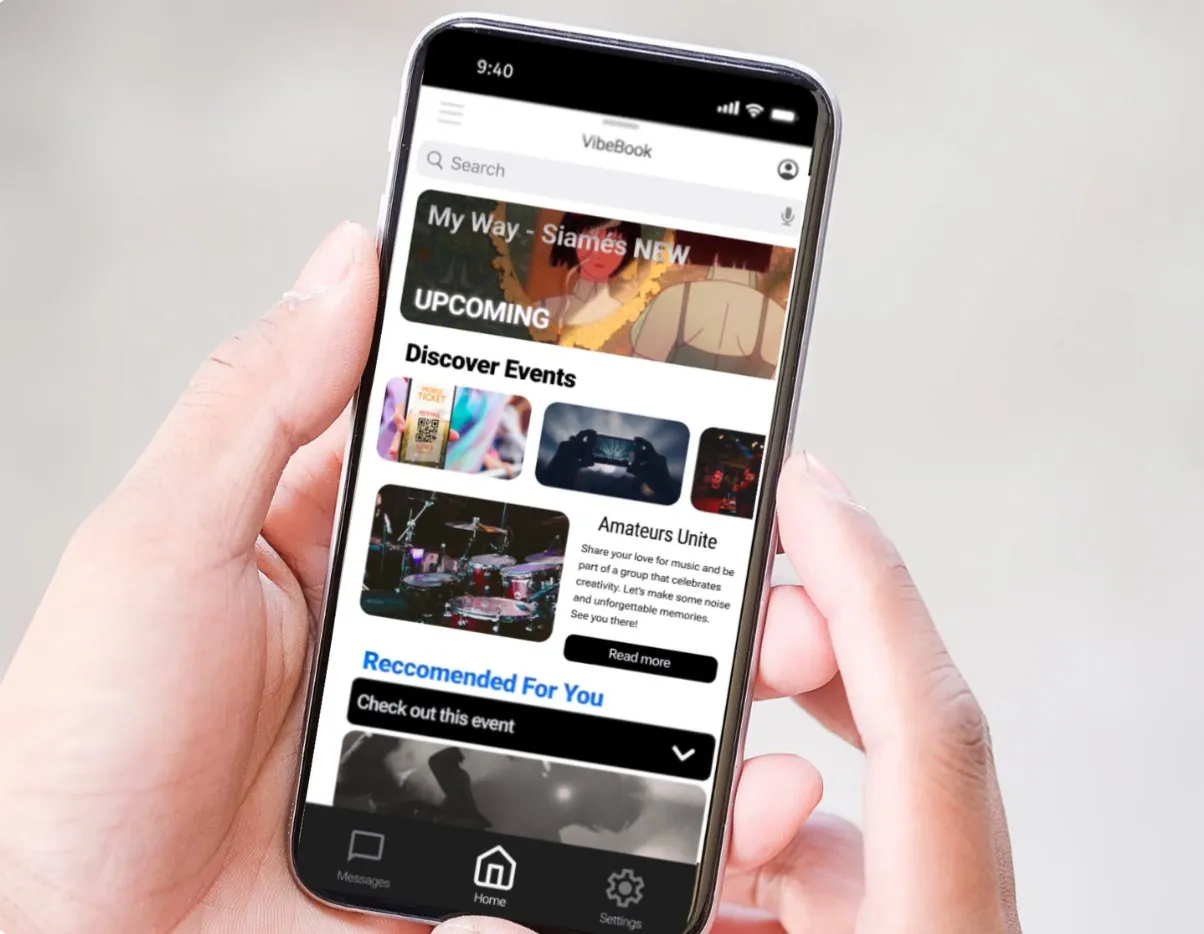 9:40
VibeBook
Search
My Way - Siamés NEW
UPCOMING
Discover Events
TICKET
Amateurs Unite
Share your love for music and be
part of a group that celebrates
creativity. Let's make some noise
and unforgettable memories.
See you there!
Read more
Reccomended For You
Check out this event
Messages
Home
Settings